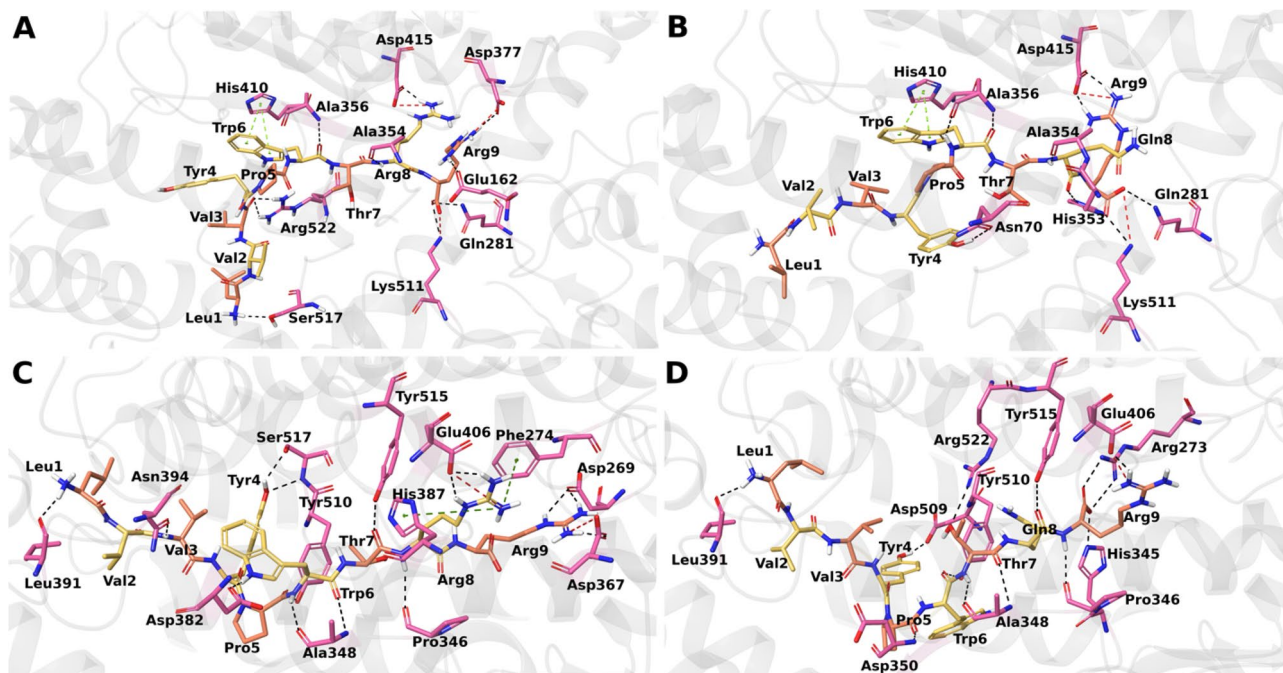 A
Asp415
Asp377
His410
Ala356
Trp6
Ala354
Arg9
Tyr4
Pro5
Arg8
Glu162
Val3
Thr7
Arg522
Gln281
Val2
Lys511
Leu1
Ser517
B
Asp415
His410
Arg9
Ala356
Trp6
Ala354
Gln8
Val2
Val3
Pro5
Thr7
Gln281
His353
Asn70
Leu1
Tyr4
Lys511
C
Tyr515
Ser517
Glu406
Phe274
Leu1
Asn394
Tyr4
Asp269
Tyr510
His387
Val3
Thr7
Arg9
Val2
Leu391
Arg8
Trp6
Asp367
Asp382
Pro5
Ala348
Pro346
D
Tyr515
Glu406
Arg522
Arg273
Leu1
Tyr510
Asp509
Gln8
Arg9
Leu391
Val2
Tyr4
Val3
Thr7
His345
Pro5
Ala348
Pro346
Trp6
Asp350